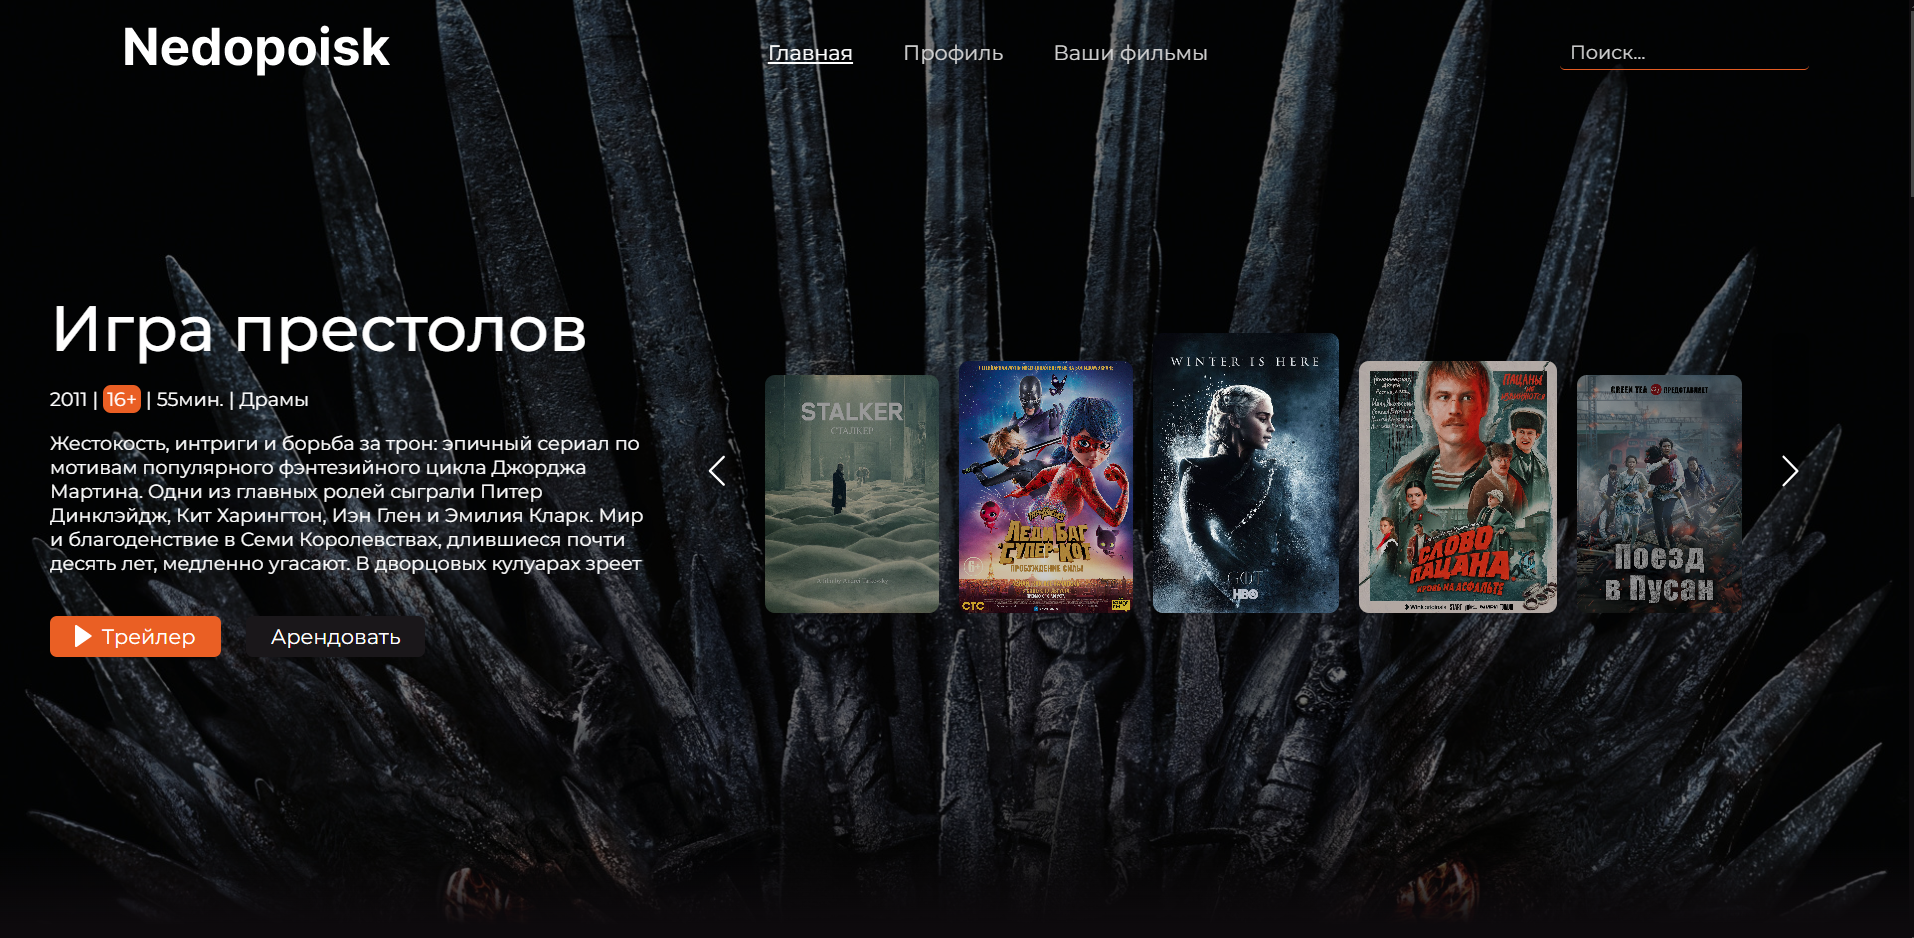 Nedopoisk
Главная
Профиль
Ваши фильмы
Поиск...
Игра престолов
2011 | 16+ | 55мин. | Драмы
Жестокость, интриги и борьба за трон: эпичный сериал по
мотивам популярного фэнтезийного цикла Джорджа
Мартина. Одни из главных ролей сыграли Питер
Динклэйдж, Кит Харингтон, Иэн Глен и Эмилия Кларк. Мир
и благоденствие в Семи Королевствах, длившиеся почти
десять лет, медленно угасают. В дворцовых кулуарах зреет
Трейлер
Арендовать
STALKER
СТАЛКЕР
ЛЕДИ БАГ
СУПЕР-КОТ
ПРОБУЖДЕНИЕ СИЛЫ
6+
СТС
WINTER IS HERE
GOT
HBO
ПАЦАНЫ
НЕ
ИЗВИНЯЮТСЯ
СЛОВО
ПАЦАНА
КРОВЬ НА АСФАЛЬТЕ
START
GREEN TEA ПРЕДСТАВЛЯЕТ
Поезд
в Пусан